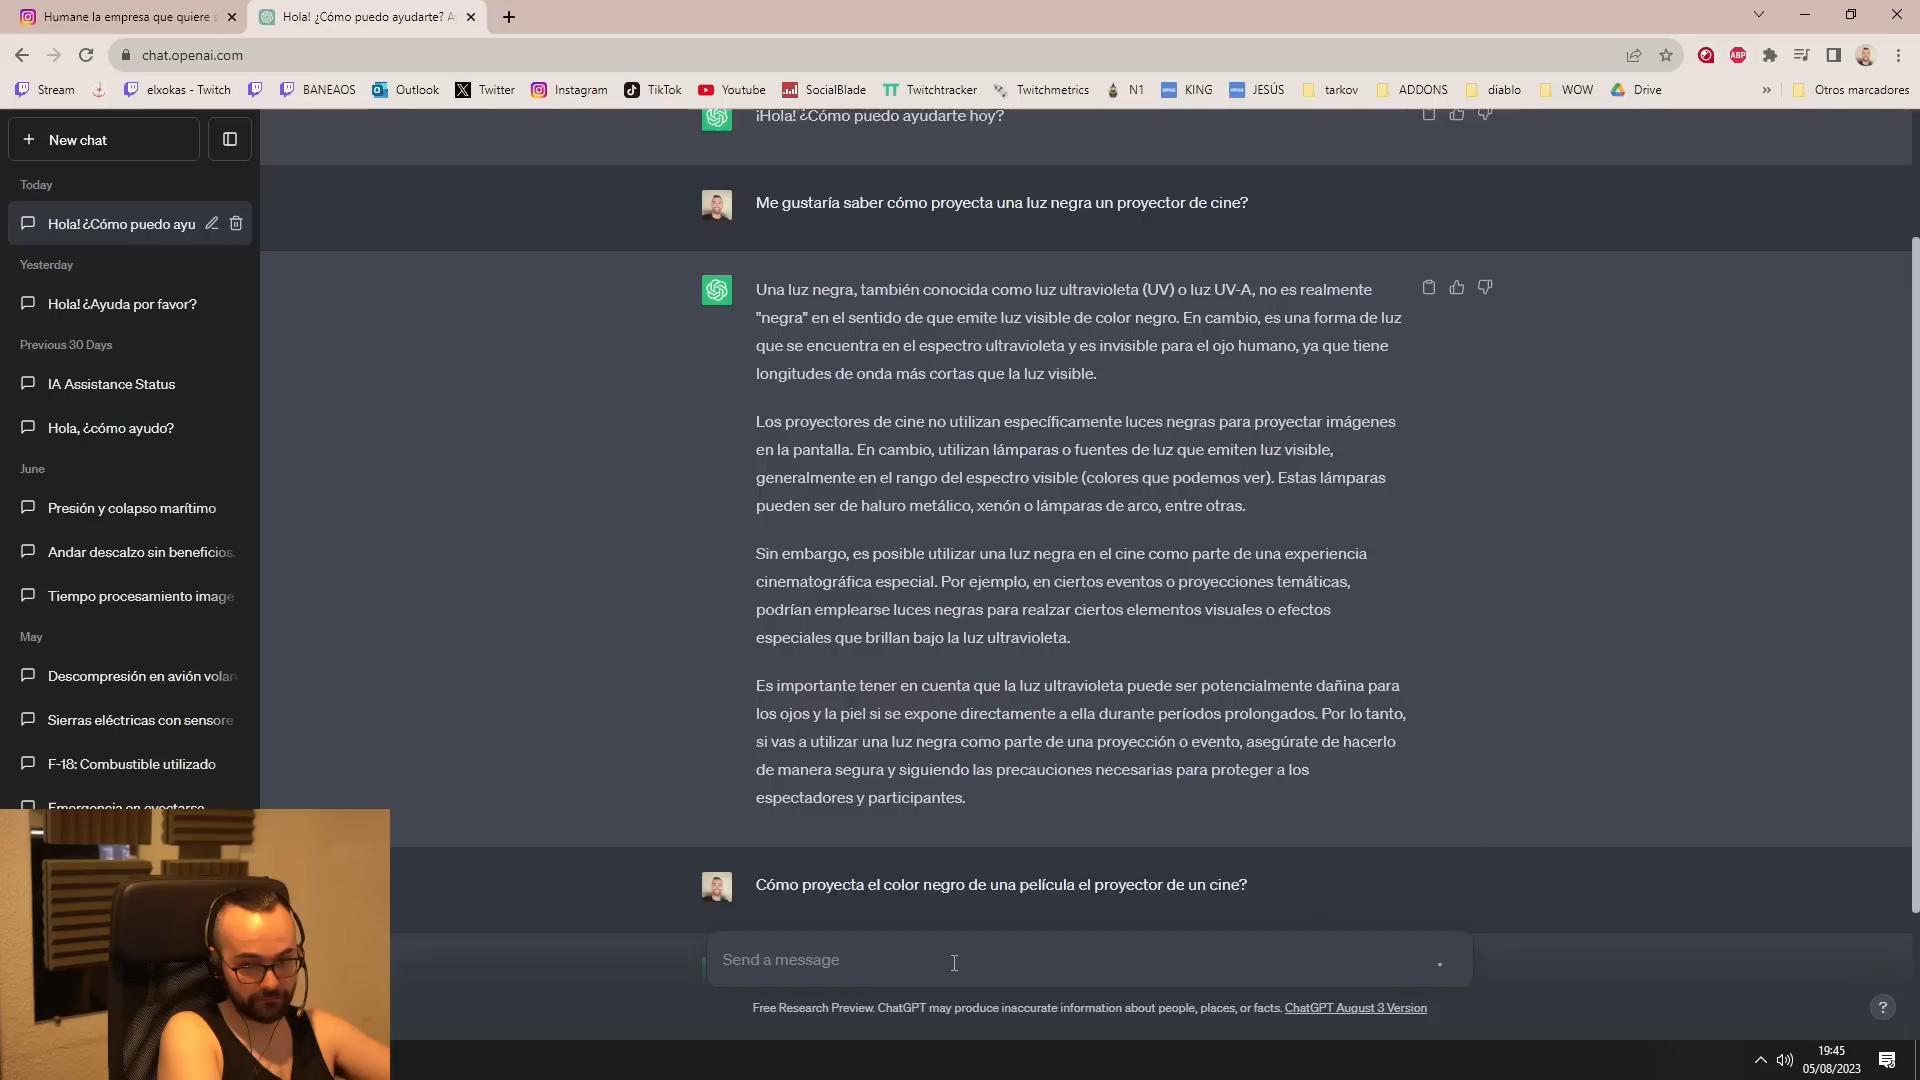 Humane la empresa que quiere s
Hola! ¿Cómo puedo ayudarte? A
chat.openai.com
ABP
Stream
elxokas - Twitch
BANEAOS
Outlook
Twitter
Instagram
TikTok
Youtube
SocialBlade
Twitchtracker
Twitchmetrics
N1
KING
JESÚS
tarkov
ADDONS
diablo
WOW
Drive
»
Otros marcadores
New chat
Today
Hola! ¿Cómo puedo ayu
Yesterday
Hola! ¿Ayuda por favor?
Previous 30 Days
IA Assistance Status
Hola, ¿cómo ayudo?
June
Presión y colapso marítimo
Andar descalzo sin beneficios.
Tiempo procesamiento image
May
Descompresión en avión volan
Sierras eléctricas con sensore
F-18: Combustible utilizado
Emergencia en eyectarse
¡Hola! ¿Cómo puedo ayudarte hoy?
Me gustaría saber cómo proyecta una luz negra un proyector de cine?
Una luz negra, también conocida como luz ultravioleta (UV) o luz UV-A, no es realmente
"negra" en el sentido de que emite luz visible de color negro. En cambio, es una forma de luz
que se encuentra en el espectro ultravioleta y es invisible para el ojo humano, ya que tiene
longitudes de onda más cortas que la luz visible.
Los proyectores de cine no utilizan específicamente luces negras para proyectar imágenes
en la pantalla. En cambio, utilizan lámparas o fuentes de luz que emiten luz visible,
generalmente en el rango del espectro visible (colores que podemos ver). Estas lámparas
pueden ser de haluro metálico, xenón o lámparas de arco, entre otras.
Sin embargo, es posible utilizar una luz negra en el cine como parte de una experiencia
cinematográfica especial. Por ejemplo, en ciertos eventos o proyecciones temáticas,
podrían emplearse luces negras para realzar ciertos elementos visuales o efectos
especiales que brillan bajo la luz ultravioleta.
Es importante tener en cuenta que la luz ultravioleta puede ser potencialmente dañina para
los ojos y la piel si se expone directamente a ella durante períodos prolongados. Por lo tanto,
si vas a utilizar una luz negra como parte de una proyección o evento, asegúrate de hacerlo
de manera segura y siguiendo las precauciones necesarias para proteger a los
espectadores y participantes.
Cómo proyecta el color negro de una película el proyector de un cine?
Send a message
Free Research Preview. ChatGPT may produce inaccurate information about people, places, or facts. ChatGPT August 3 Version
?
19:45
05/08/2023